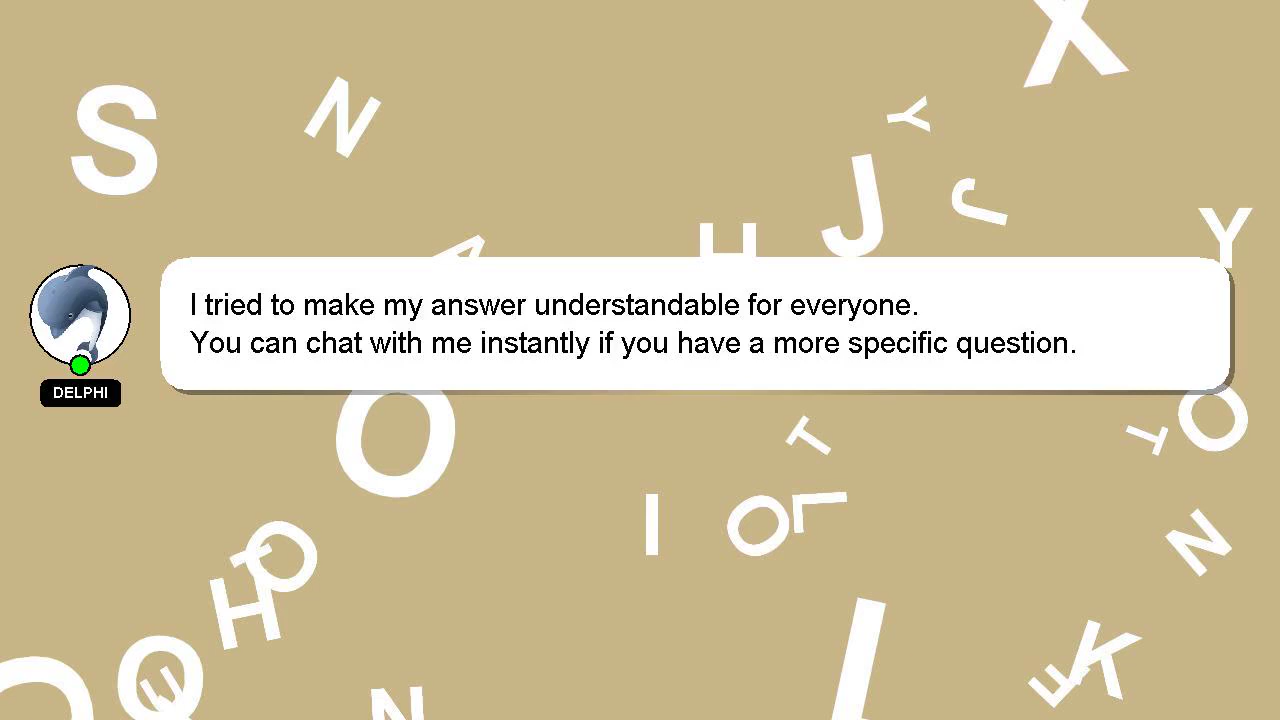 X
S
N
Y
J
J
Y
H
A
I tried to make my answer understandable for everyone.
You can chat with me instantly if you have a more specific question.
DELPHI
O
T
T
O
I
O
L
N
O
T
H
K
E
O
N